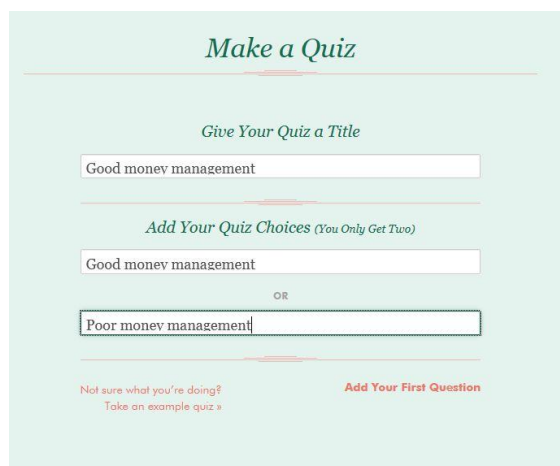 Make a Quiz
Give Your Quiz a Title
Good money management
Add Your Quiz Choices (You Only Get Two)
Good money management
OR
Poor money management
Not sure what you're doing?
Take an example quiz »
Add Your First Question